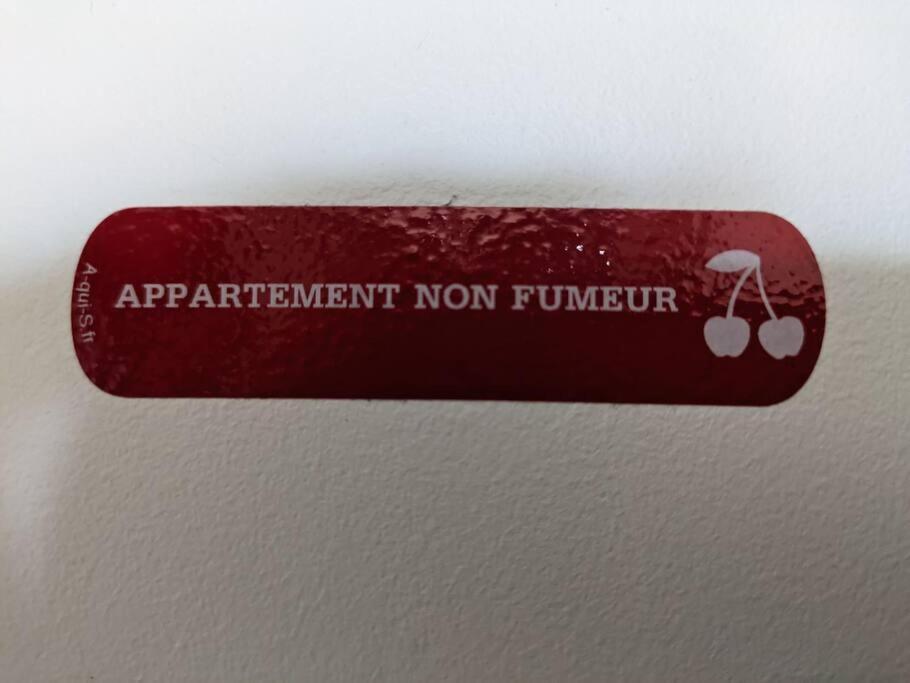 APPARTEMENT NON FUMEUR
A-qui-S.fr